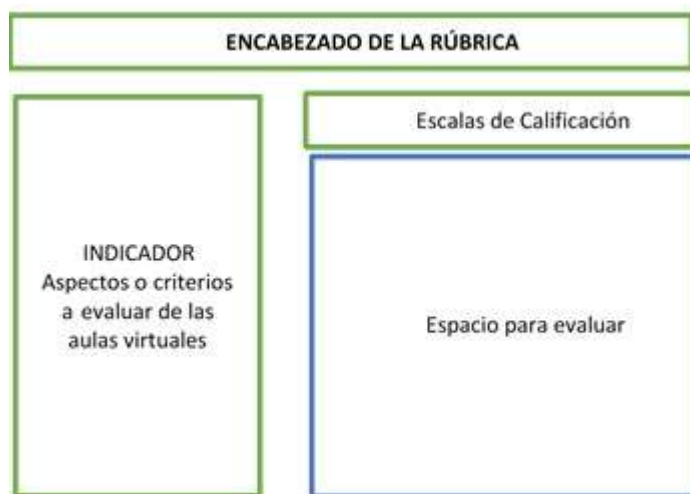 ENCABEZADO DE LA RÚBRICA
Escalas de Calificación
INDICADOR
Aspectos o criterios
a evaluar de las
aulas virtuales
Espacio para evaluar